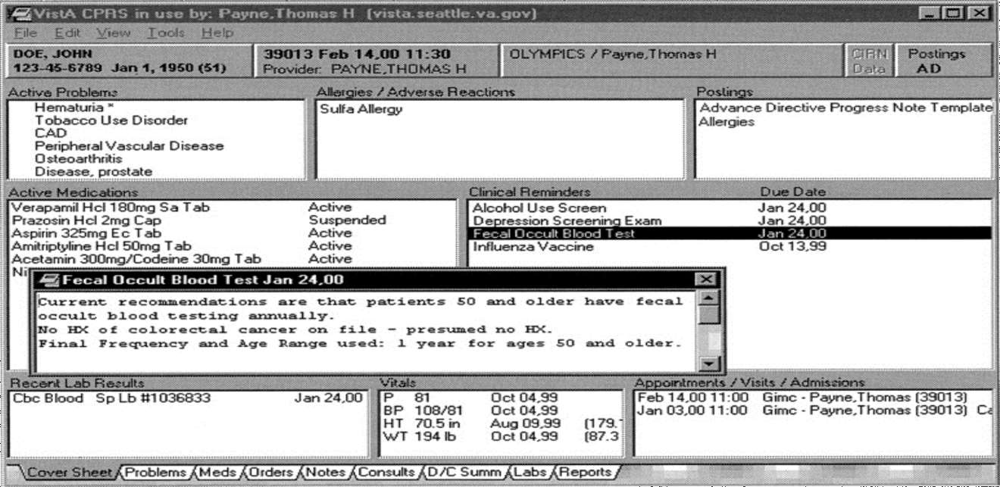 VistA CPRS in use by: Payne,Thomas H (vista.seattle.va.gov)
File Edit View Tools Help
DOE, JOHN
123-45-6789 Jan 1, 1950 (51)
39013 Feb 14,00 11:30
Provider: PAYNE,THOMAS H
OLYMPICS / Payne,Thomas H
CIRN
Data
Postings
AD
Active Problems
Hematuria *
Tobacco Use Disorder
CAD
Peripheral Vascular Disease
Osteoarthritis
Disease, prostate
Allergies / Adverse Reactions
Sulfa Allergy
Postings
Advance Directive Progress Note Template
Allergies
Active Medications
Verapamil Hcl 180mg Sa Tab Active
Prazosin Hcl 2mg Cap Suspended
Aspirin 325mg Ec Tab Active
Amitriptyline Hcl 50mg Tab Active
Acetamin 300mg/Codeine 30mg Tab Active
Ni
Clinical Reminders Due Date
Alcohol Use Screen Jan 24,00
Depression Screening Exam Jan 24,00
Fecal Occult Blood Test Jan 24,00
Influenza Vaccine Oct 13,99
Fecal Occult Blood Test Jan 24,00
Current recommendations are that patients 50 and older have fecal
occult blood testing annually.
No HX of colorectal cancer on file - presumed no HX.
Final Frequency and Age Range used: 1 year for ages 50 and older.
Recent Lab Results
Cbc Blood Sp Lb #1036833 Jan 24,00
Vitals
P 81 Oct 04,99
BP 108/81 Oct 04,99
HT 70.5 in Aug 09,99 (179.
WT 194 lb Oct 04,99 (87.3
Appointments / Visits / Admissions
Feb 14,00 11:00 Gimc - Payne,Thomas (39013)
Jan 03,00 11:00 Gimc - Payne,Thomas (39013) Ca
Cover Sheet Problems Meds Orders Notes Consults D/C Summ Labs Reports